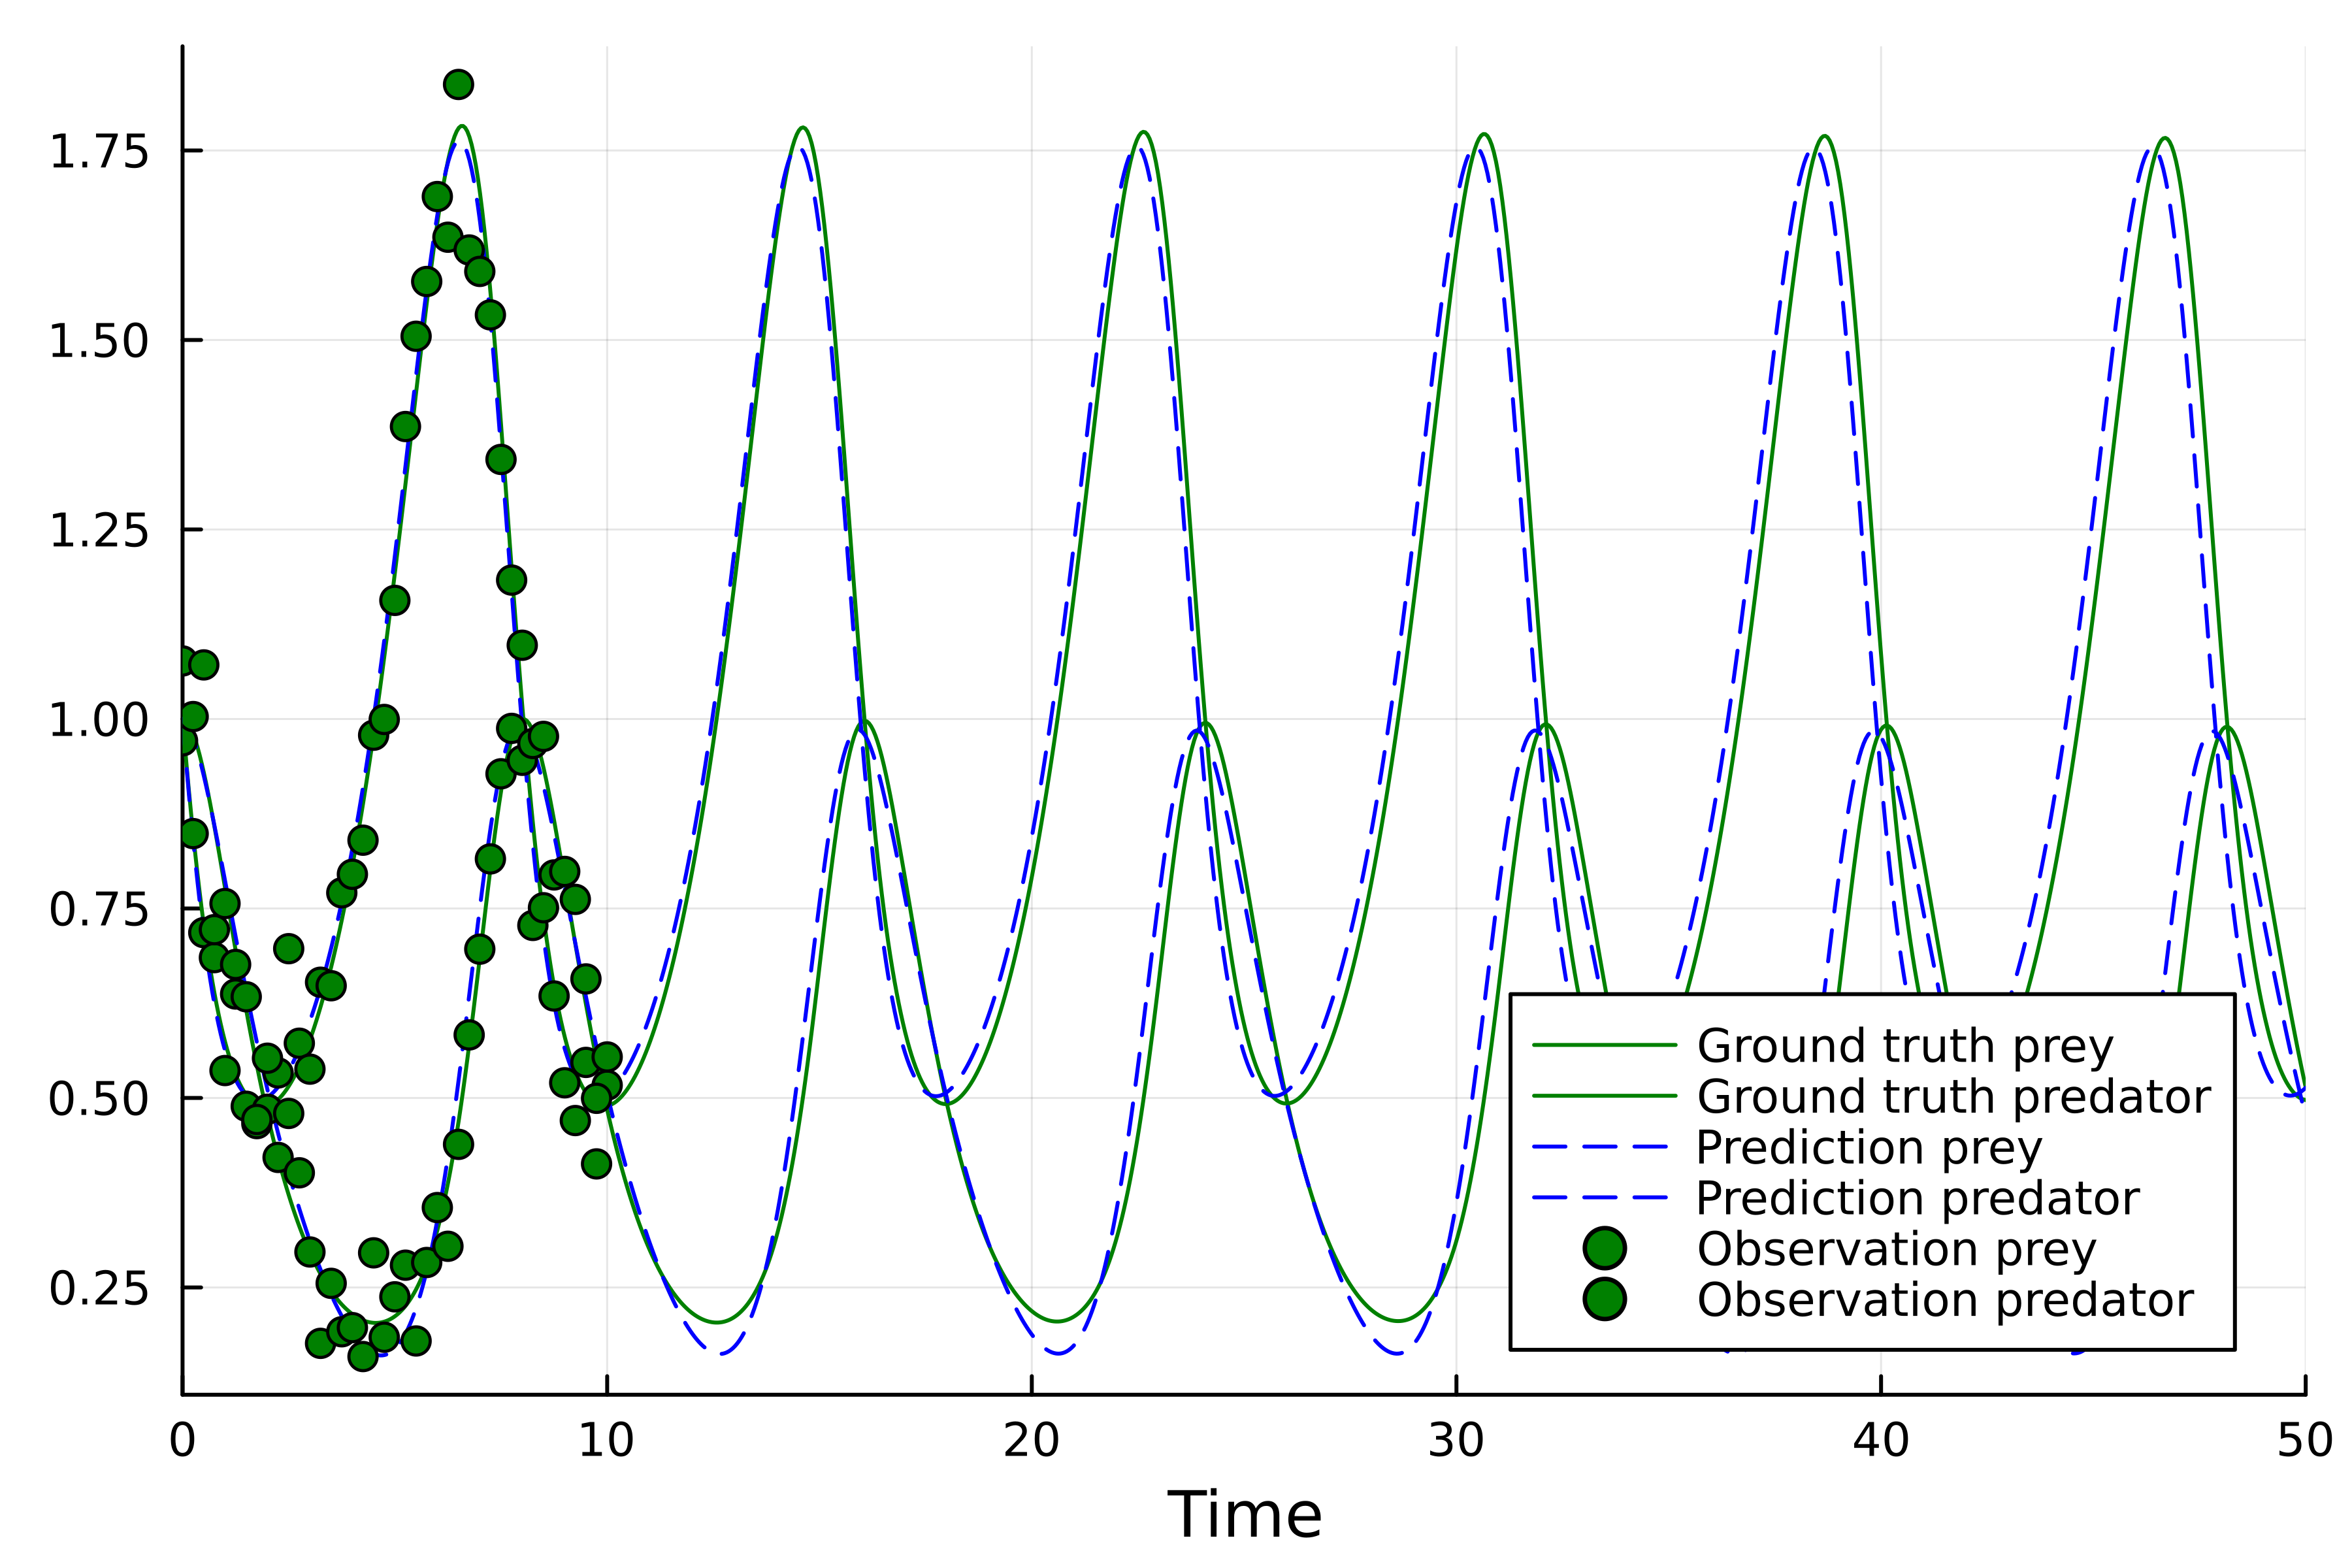 1.75
1.50
1.25
1.00
0.75
0.50
0.25
Ground truth prey
Ground truth predator
Prediction prey
Prediction predator
Observation prey
Observation predator
0 10 20 30 40 50
Time